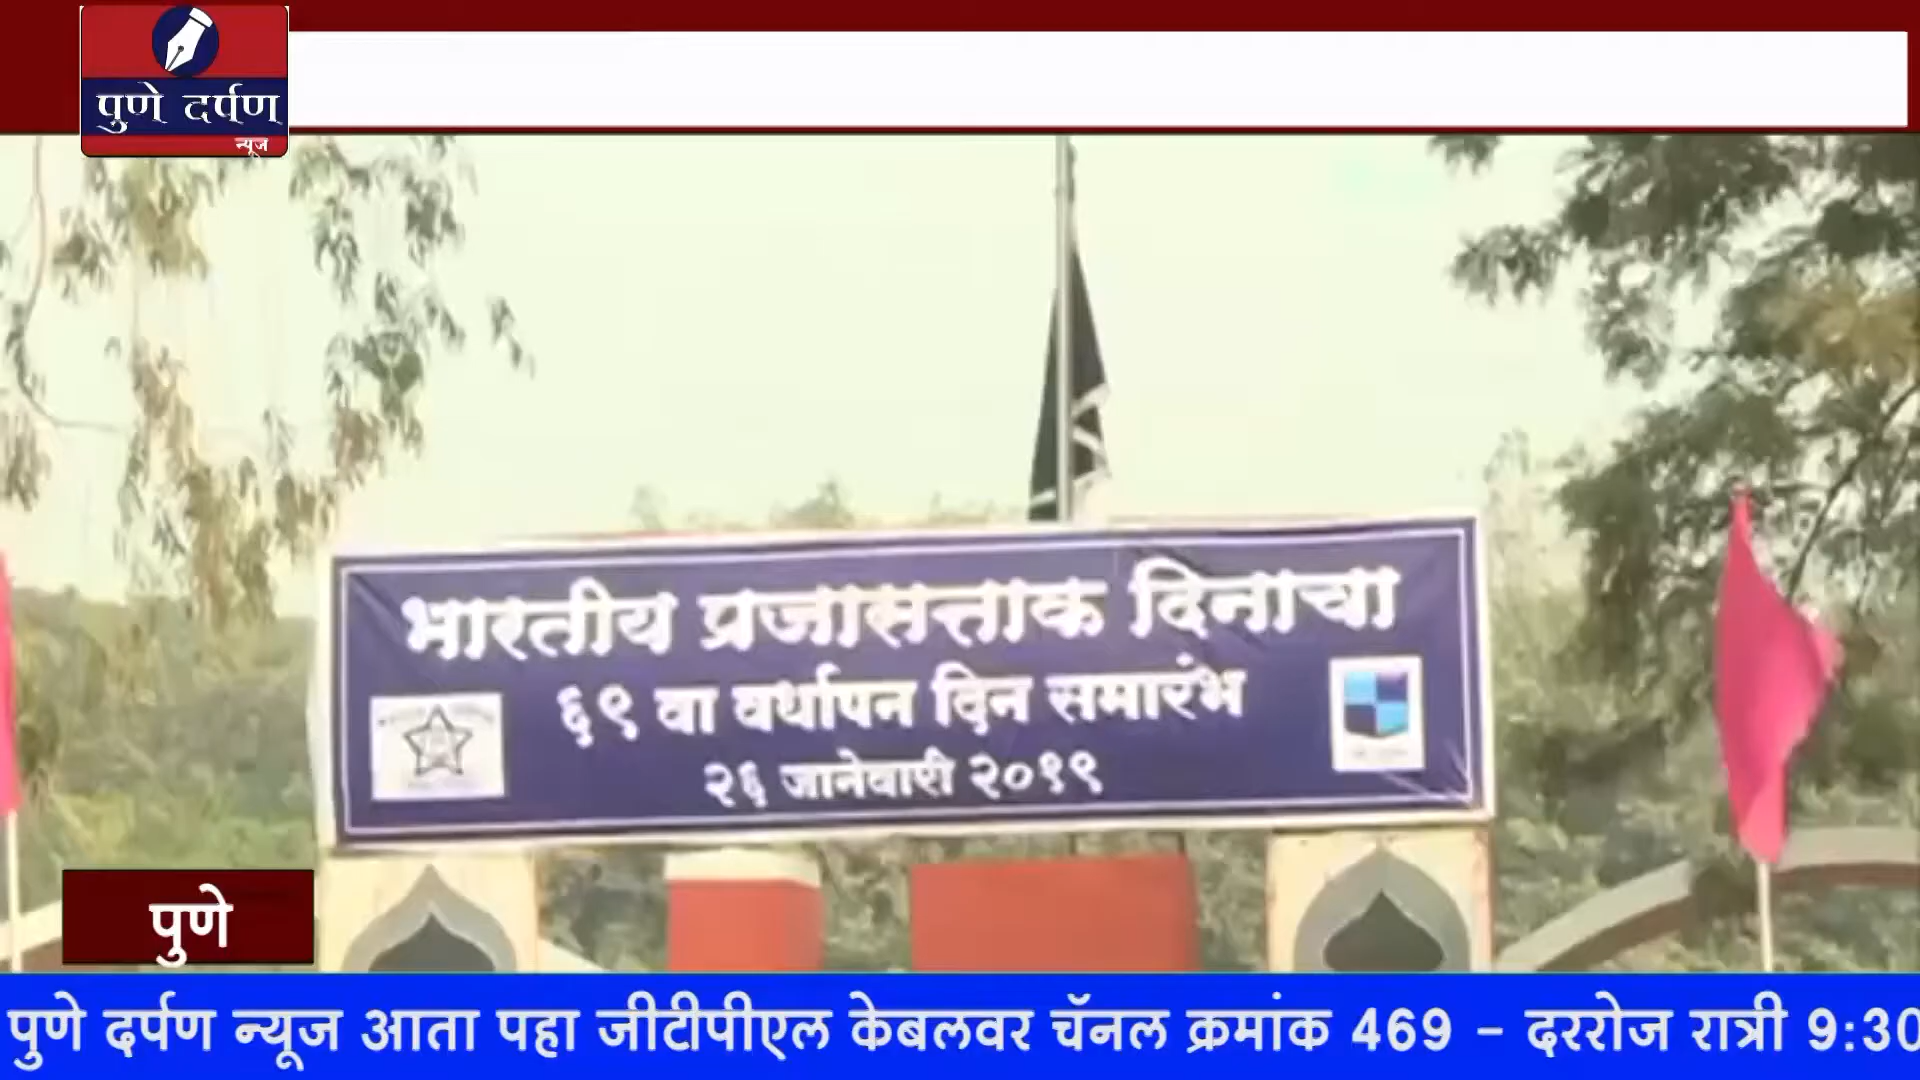 पुणे दर्पण
न्यूज
भारतीय प्रजासत्ताक दिनाचा
६९ वा वर्धापन दिन समारंभ
२६ जानेवारी २०१९
पुणे
पुणे दर्पण न्यूज आता पहा जीटीपीएल केबलवर चॅनल क्रमांक 469 - दररोज रात्री 9:30